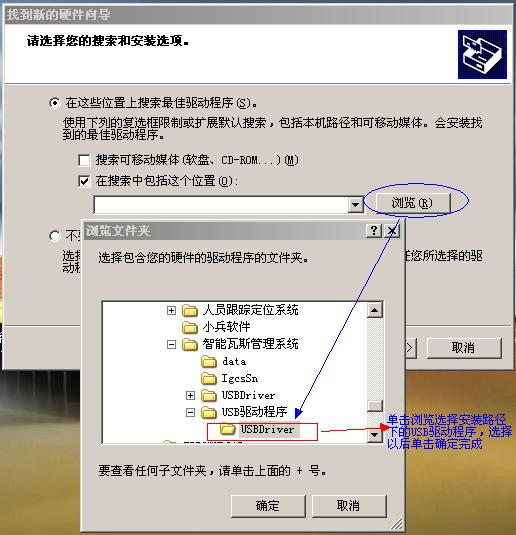 找到新的硬件向导
请选择您的搜索和安装选项。
在这些位置上搜索最佳驱动程序(S)。
使用下列的复选框限制或扩展默认搜索，包括本机路径和可移动媒体。会安装找
到的最佳驱动程序。
搜索可移动媒体(软盘、CD-ROM...)(M)
在搜索中包括这个位置(O):
浏览(R)
不
选择
动程
任您所选择的驱
取消
浏览文件夹
选择包含您的硬件的驱动程序的文件夹。
人员跟踪定位系统
小兵软件
智能瓦斯管理系统
data
IgcsSn
USBDriver
USB驱动程序
USBDriver
单击浏览选择安装路径
下的USB驱动程序，选择
以后单击确定完成
要查看任何子文件夹，请单击上面的 + 号。
确定
取消